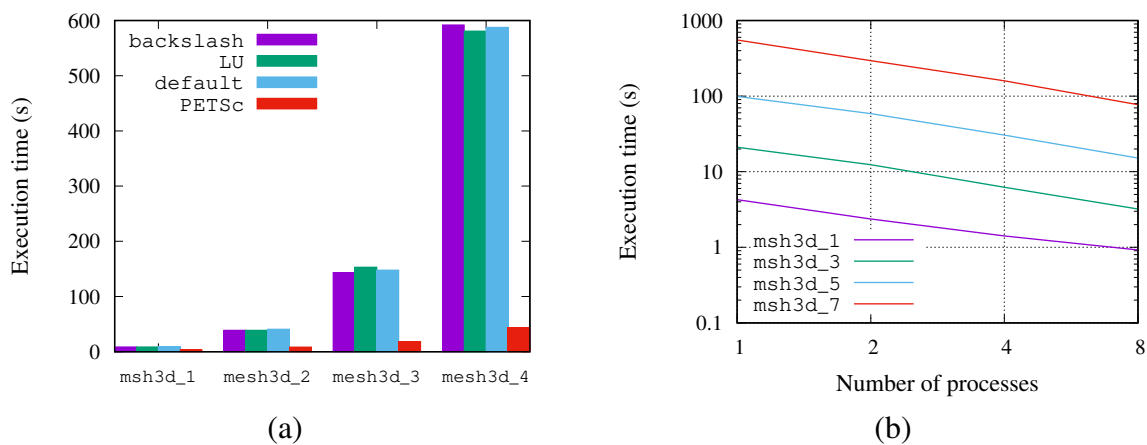 600
500
400
300
200
100
0
Execution time (s)
backslash
LU
default
PETSc
msh3d_1 mesh3d_2 mesh3d_3 mesh3d_4
(a)
1000
100
10
1
0.1
Execution time (s)
msh3d_1
msh3d_3
msh3d_5
msh3d_7
1 2 4 8
Number of processes
(b)